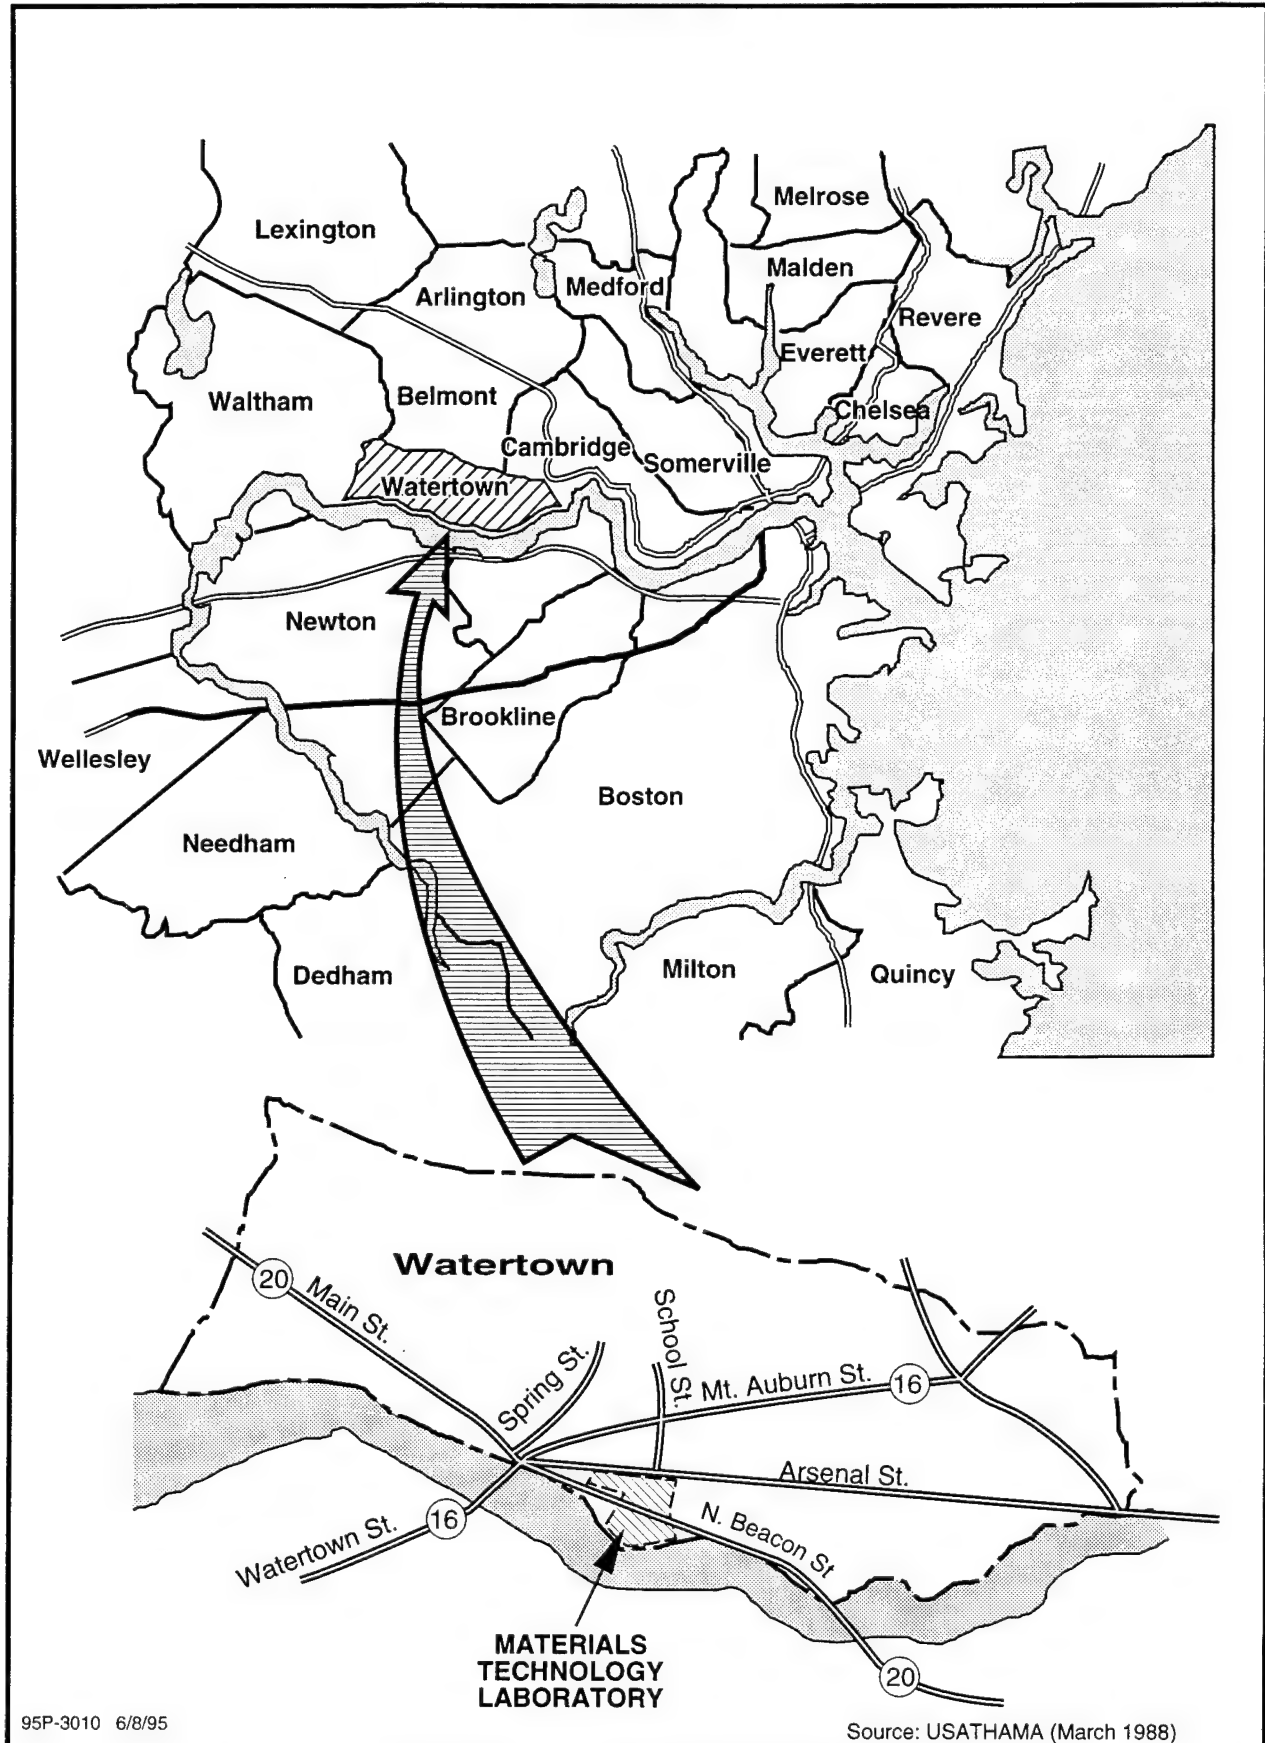 Melrose
Lexington
Malden
Medford
Arlington
Revere
Everett
Belmont
Waltham
Chelsea
Cambridge
Somerville
Watertown
Newton
Brookline
Wellesley
Boston
Needham
Milton
Quincy
Dedham
Watertown
20
Main St.
School St.
Spring St.
Mt. Auburn St.
16
Arsenal St.
16
N. Beacon St
Watertown St.
MATERIALS
TECHNOLOGY
LABORATORY
20
95P-3010 6/8/95
Source: USATHAMA (March 1988)